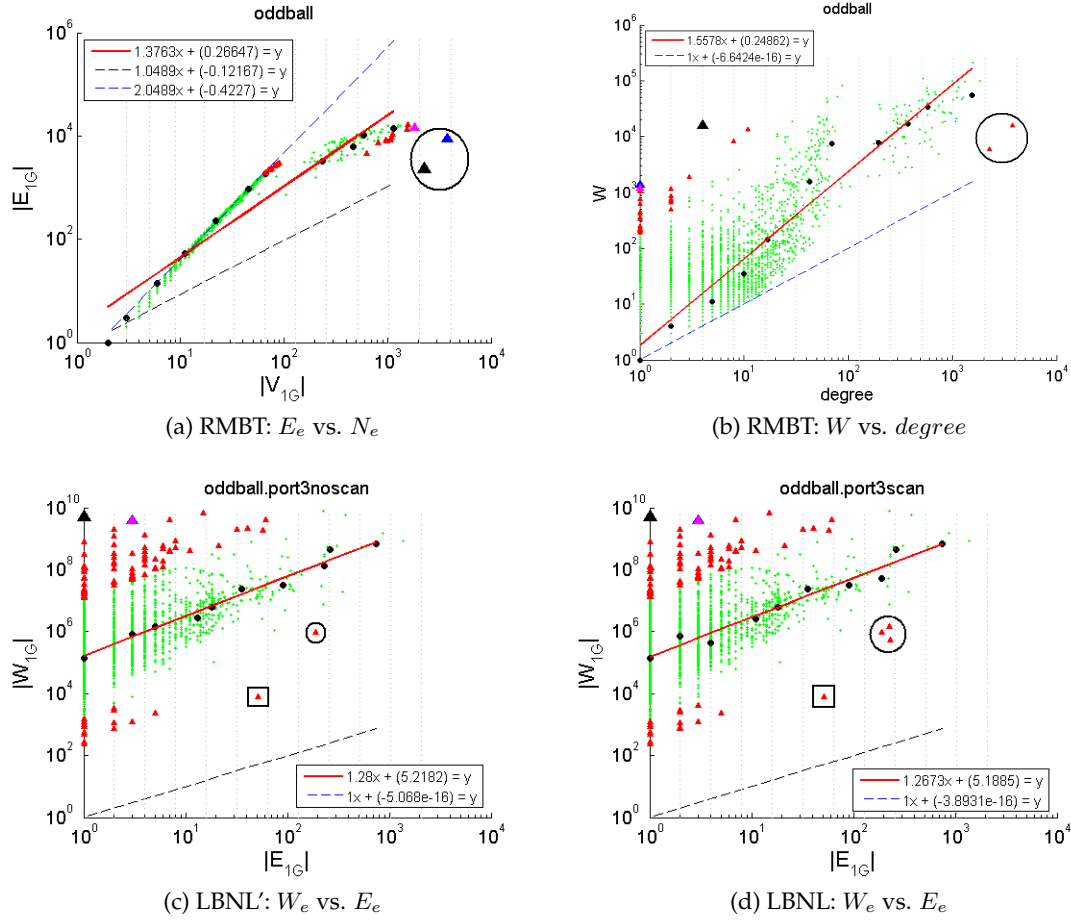 oddball
1.3763x + (0.26647) = y
1.0489x + (-0.12167) = y
2.0489x + (-0.4227) = y
|E_1G|
10^6
10^4
10^2
10^0
10^0 10^1 10^2 10^3 10^4
|V_1G|
(a) RMBT: E_e vs. N_e
oddball
1.5578x + (0.24862) = y
1x + (-6.6424e-16) = y
W
10^6
10^5
10^4
10^3
10^2
10^1
10^0
10^0 10^1 10^2 10^3 10^4
degree
(b) RMBT: W vs. degree
oddball.port3noscan
|W_1G|
10^10
10^8
10^6
10^4
10^2
10^0
1.28x + (5.2182) = y
1x + (-5.068e-16) = y
10^0 10^1 10^2 10^3 10^4
|E_1G|
(c) LBNL′: W_e vs. E_e
oddball.port3scan
|W_1G|
10^10
10^8
10^6
10^4
10^2
10^0
1.2673x + (5.1885) = y
1x + (-3.8931e-16) = y
10^0 10^1 10^2 10^3 10^4
|E_1G|
(d) LBNL: W_e vs. E_e